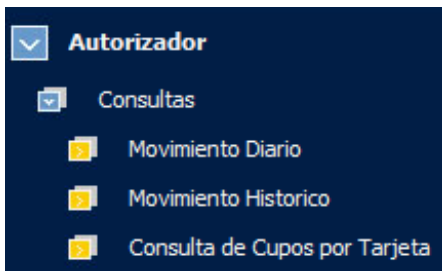 Autorizador
Consultas
Movimiento Diario
Movimiento Historico
Consulta de Cupos por Tarjeta